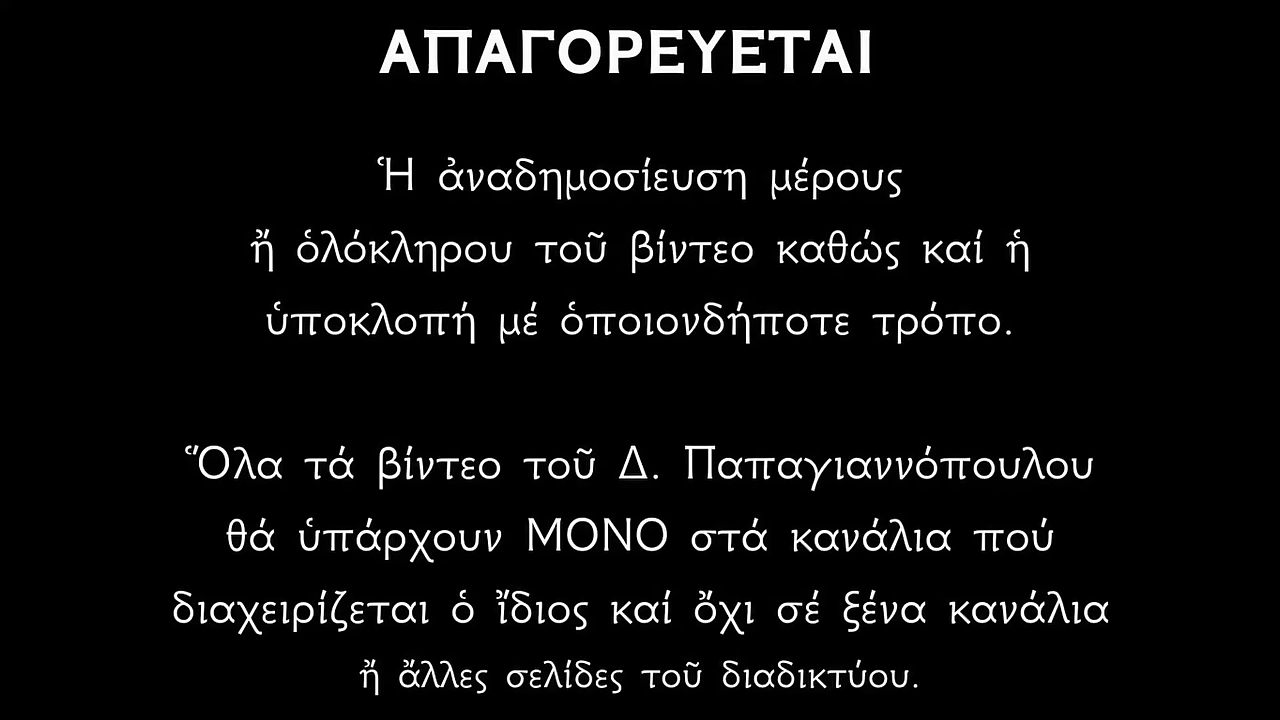 ΑΠΑΓΟΡΕΥΕΤΑΙ
Ἡ ἀναδημοσίευση μέρους
ἤ ὁλόκληρου τοῦ βίντεο καθώς καί ἡ
ὑποκλοπή μέ ὁποιονδήποτε τρόπο.
Ὅλα τά βίντεο τοῦ Δ. Παπαγιαννόπουλου
θά ὑπάρχουν ΜΟΝΟ στά κανάλια πού
διαχειρίζεται ὁ ἴδιος καί ὄχι σέ ξένα κανάλια
ἤ ἄλλες σελίδες τοῦ διαδικτύου.